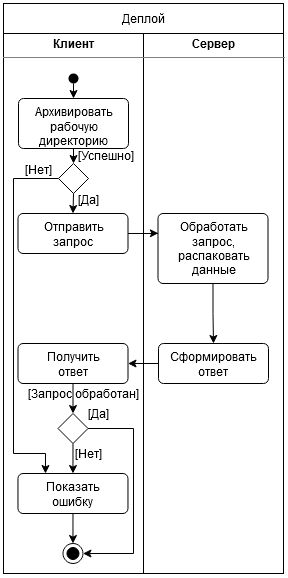 Деплой
Клиент
Сервер
Архивировать
рабочую
директорию
[Успешно]
[Нет]
[Да]
Отправить
запрос
Обработать
запрос,
распаковать
данные
Получить
ответ
Сформировать
ответ
[Запрос обработан]
[Да]
[Нет]
Показать
ошибку